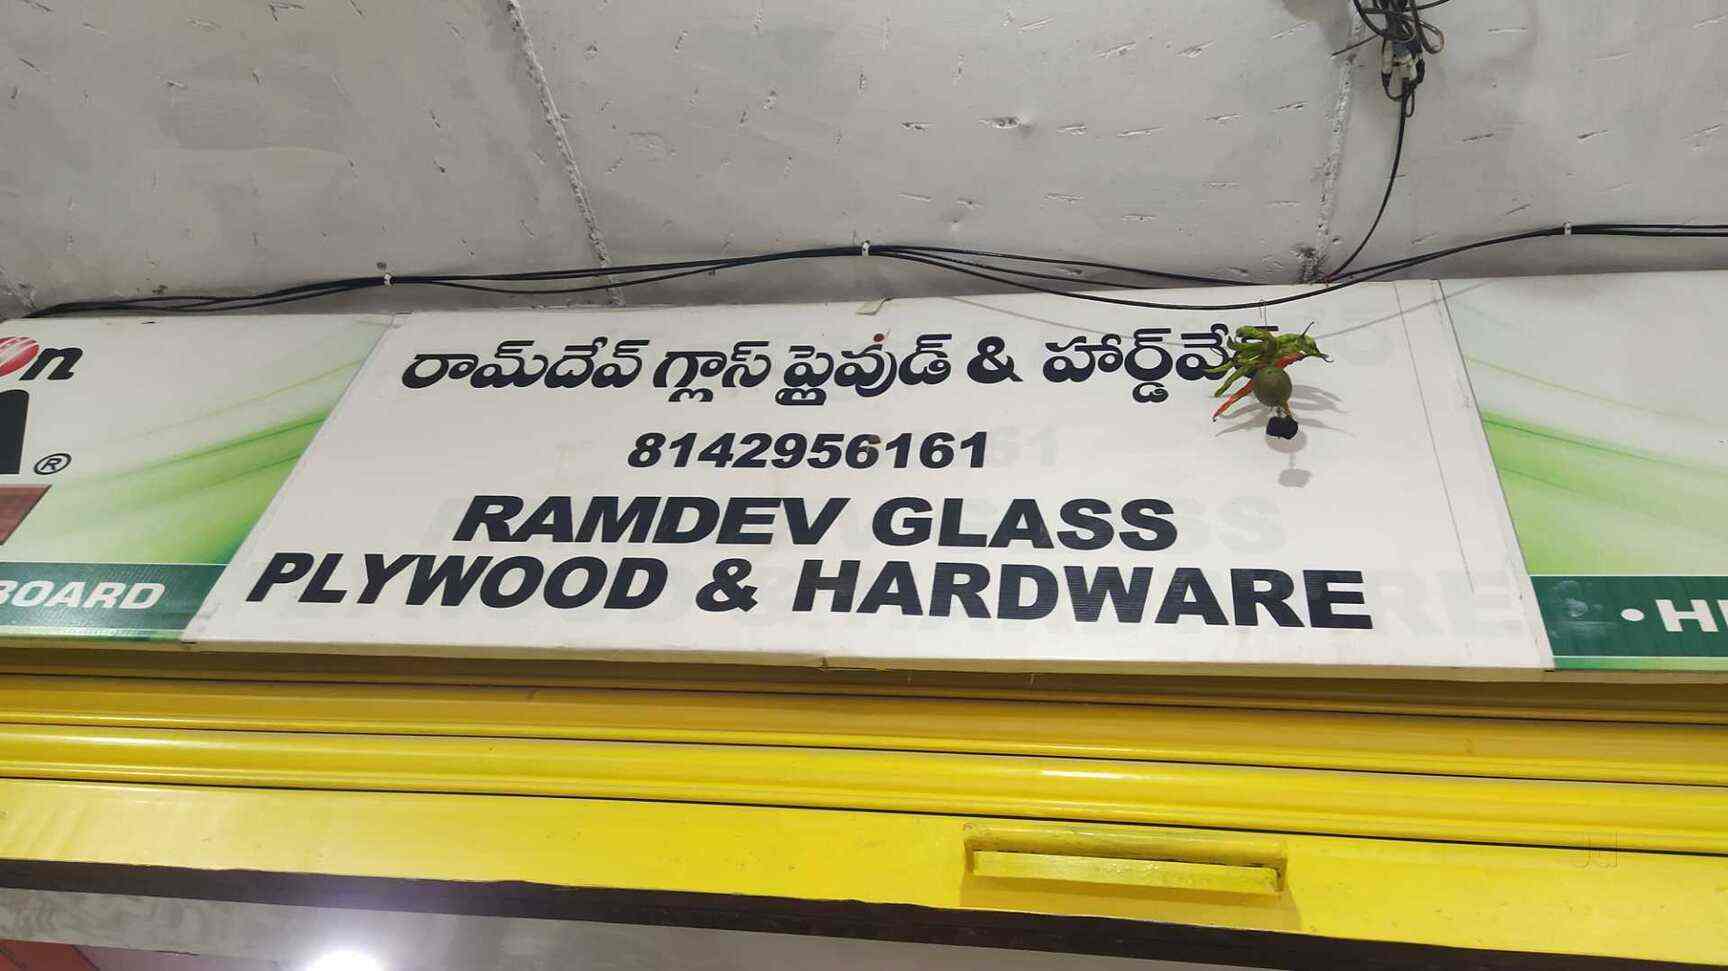 రామ్‌దేవ్ గ్లాస్ ప్లైవుడ్ & హార్డ్‌వేర్
8142956161
RAMDEV GLASS
PLYWOOD & HARDWARE
®
BOARD